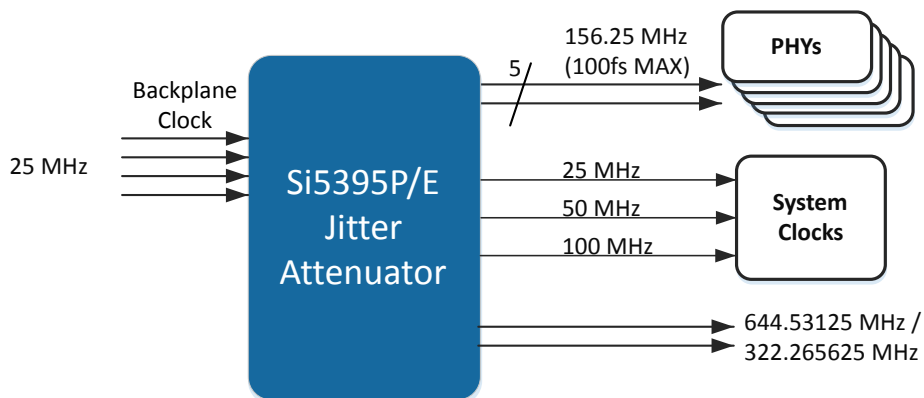 Backplane
Clock
25 MHz
Si5395P/E
Jitter
Attenuator
5
156.25 MHz
(100fs MAX)
PHYs
25 MHz
50 MHz
100 MHz
System
Clocks
644.53125 MHz /
322.265625 MHz